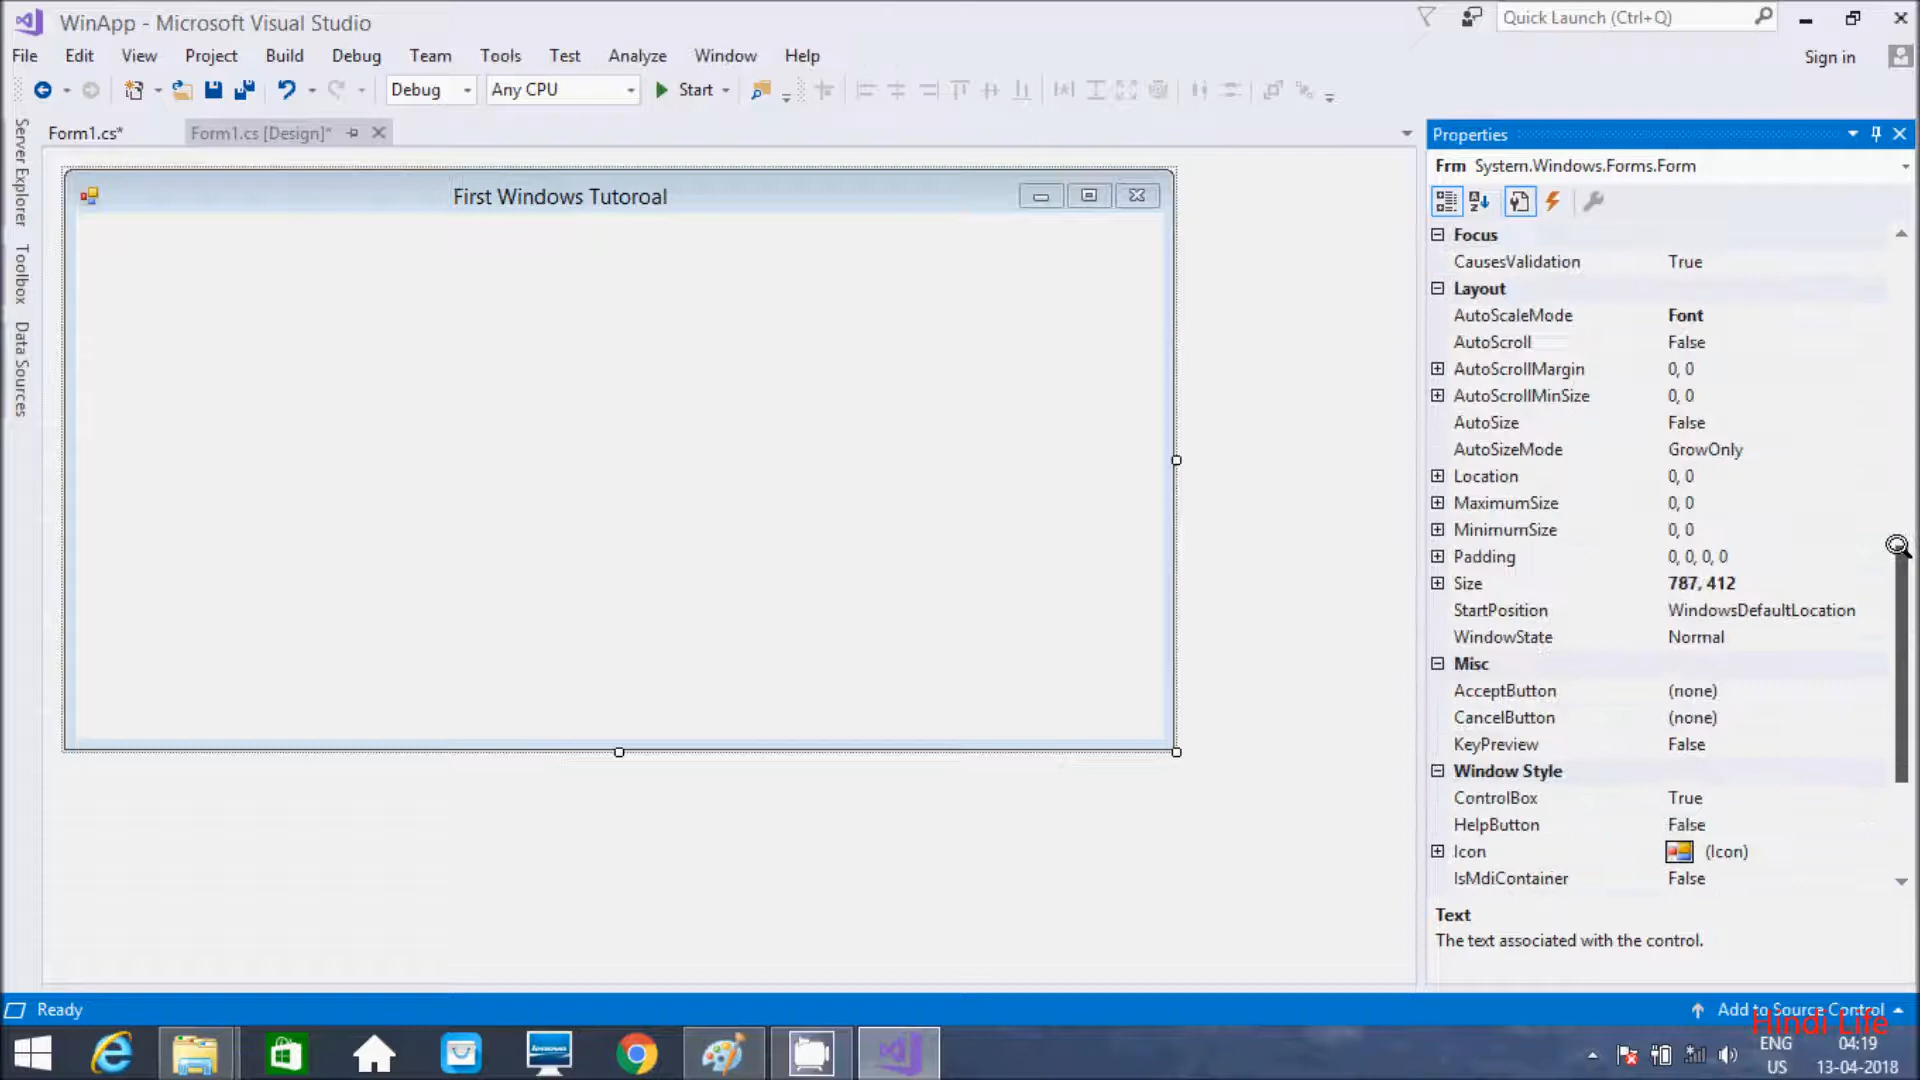 WinApp - Microsoft Visual Studio
Quick Launch (Ctrl+Q)
File Edit View Project Build Debug Team Tools Test Analyze Window Help
Sign in
Debug Any CPU Start
Form1.cs* Form1.cs [Design]*
Server Explorer
Toolbox
Data Sources
First Windows Tutoroal
Properties
Frm System.Windows.Forms.Form
Focus
CausesValidation True
Layout
AutoScaleMode Font
AutoScroll False
AutoScrollMargin 0, 0
AutoScrollMinSize 0, 0
AutoSize False
AutoSizeMode GrowOnly
Location 0, 0
MaximumSize 0, 0
MinimumSize 0, 0
Padding 0, 0, 0, 0
Size 787, 412
StartPosition WindowsDefaultLocation
WindowState Normal
Misc
AcceptButton (none)
CancelButton (none)
KeyPreview False
Window Style
ControlBox True
HelpButton False
Icon (Icon)
IsMdiContainer False
Text
The text associated with the control.
Ready
Add to Source Control
Hindi Life
ENG 04:19
US 13-04-2018